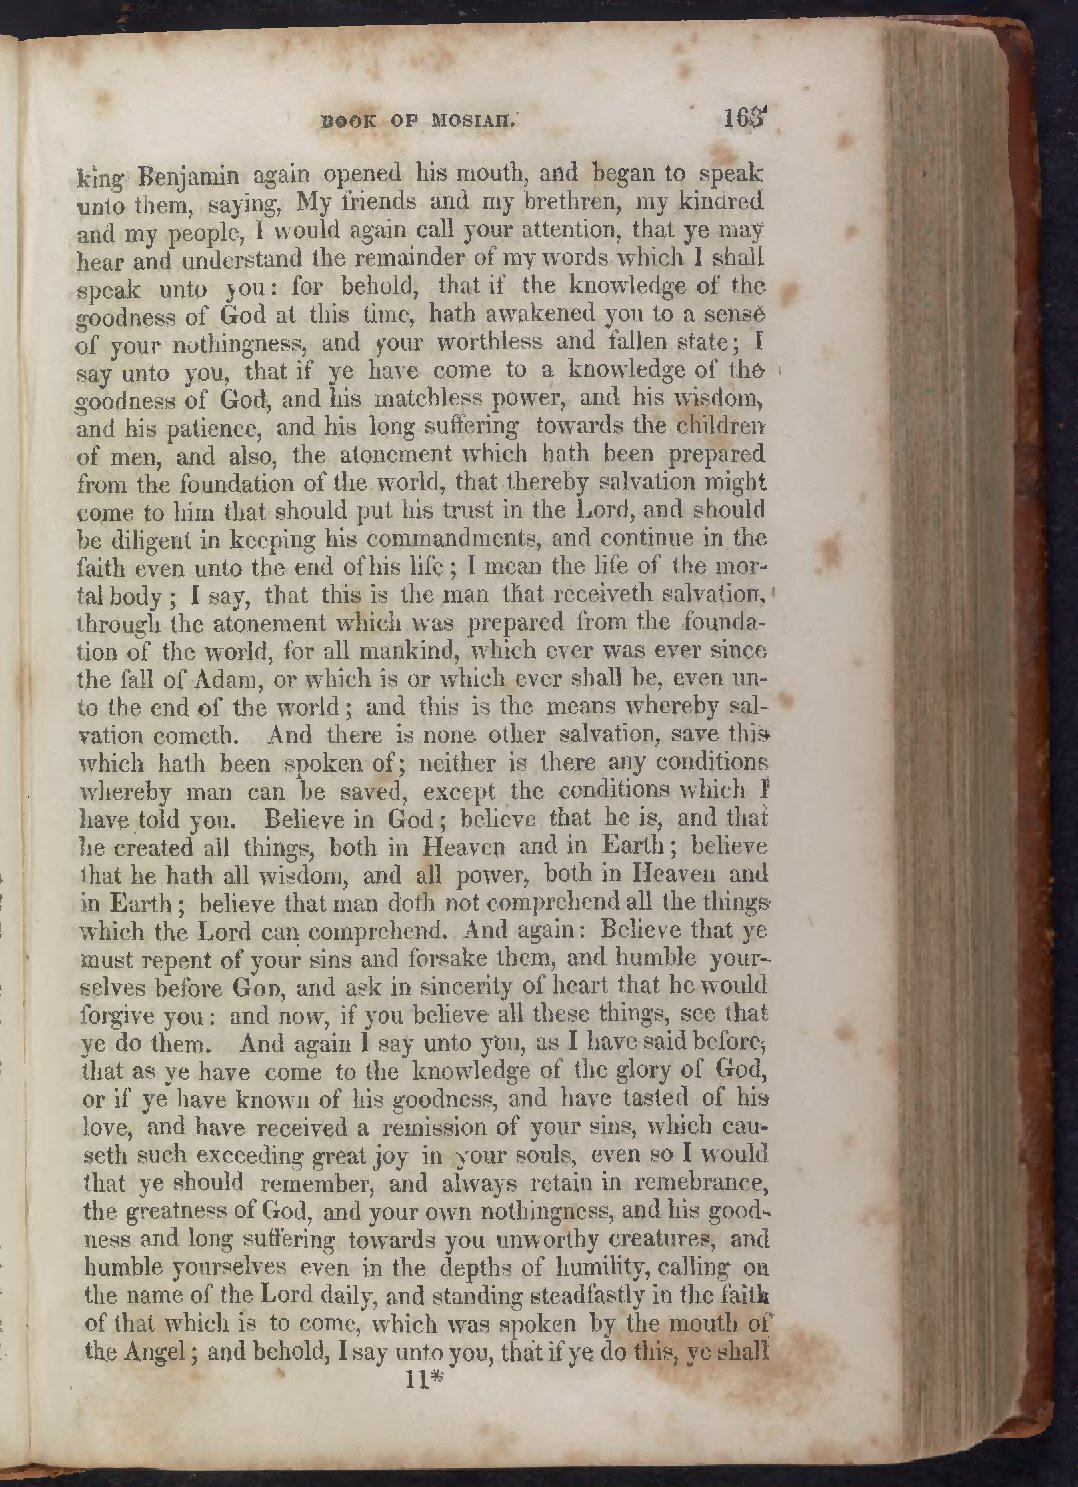 BOOK OF MOSIAH. 163
king Benjamin again opened his mouth, and began to speak
unto them, saying, My friends and my brethren, my kindred
and my people, I would again call your attention, that ye may
hear and understand the remainder of my words which I shall
speak unto you: for behold, that if the knowledge of the
goodness of God at this time, hath awakened you to a sense
of your nothingness, and your worthless and fallen state; I
say unto you, that if ye have come to a knowledge of the
goodness of God, and his matchless power, and his wisdom,
and his patience, and his long suffering towards the children
of men, and also, the atonement which hath been prepared
from the foundation of the world, that thereby salvation might
come to him that should put his trust in the Lord, and should
be diligent in keeping his commandments, and continue in the
faith even unto the end of his life; I mean the life of the mor-
tal body; I say, that this is the man that receiveth salvation,
through the atonement which was prepared from the founda-
tion of the world, for all mankind, which ever was ever since
the fall of Adam, or which is or which ever shall be, even un-
to the end of the world; and this is the means whereby sal-
vation cometh. And there is none other salvation, save this
which hath been spoken of; neither is there any conditions
whereby man can be saved, except the conditions which I
have told you. Believe in God; believe that he is, and that
he created all things, both in Heaven and in Earth; believe
that he hath all wisdom, and all power, both in Heaven and
in Earth; believe that man doth not comprehend all the things
which the Lord can comprehend. And again: Believe that ye
must repent of your sins and forsake them, and humble your-
selves before GOD, and ask in sincerity of heart that he would
forgive you: and now, if you believe all these things, see that
ye do them. And again I say unto you, as I have said before,
that as ye have come to the knowledge of the glory of God,
or if ye have known of his goodness, and have tasted of his
love, and have received a remission of your sins, which cau-
seth such exceeding great joy in your souls, even so I would
that ye should remember, and always retain in remebrance,
the greatness of God, and your own nothingness, and his good-
ness and long suffering towards you unworthy creatures, and
humble yourselves even in the depths of humility, calling on
the name of the Lord daily, and standing steadfastly in the faith
of that which is to come, which was spoken by the mouth of
the Angel; and behold, I say unto you, that if ye do this, ye shall
11*